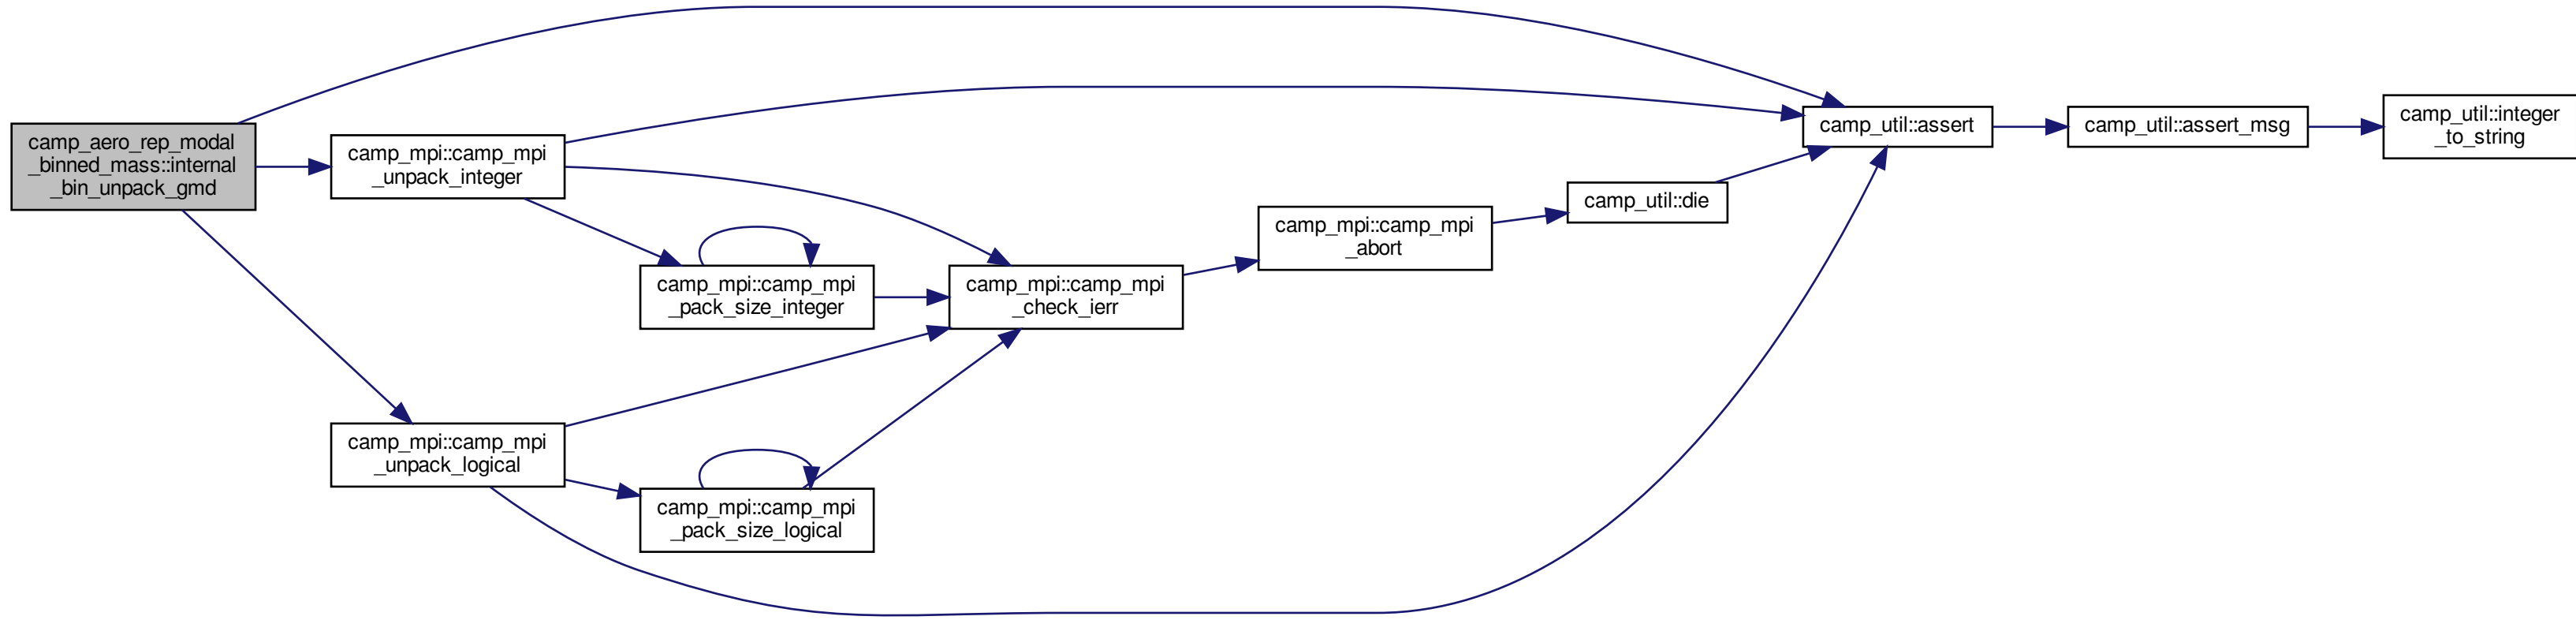 camp_aero_rep_modal
_binned_mass::internal
_bin_unpack_gmd
camp_mpi::camp_mpi
_unpack_integer
camp_mpi::camp_mpi
_pack_size_integer
camp_mpi::camp_mpi
_check_ierr
camp_mpi::camp_mpi
_abort
camp_util::die
camp_util::assert
camp_util::assert_msg
camp_util::integer
_to_string
camp_mpi::camp_mpi
_unpack_logical
camp_mpi::camp_mpi
_pack_size_logical